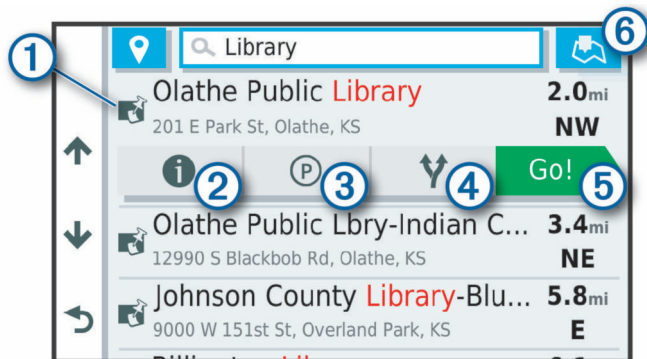 6
Library
1
Olathe Public Library 2.0mi
201 E Park St, Olathe, KS NW
i 2 P 3 4 Go! 5
Olathe Public Lbry-Indian C... 3.4mi
12990 S Blackbob Rd, Olathe, KS NE
Johnson County Library-Blu... 5.8mi
9000 W 151st St, Overland Park, KS E